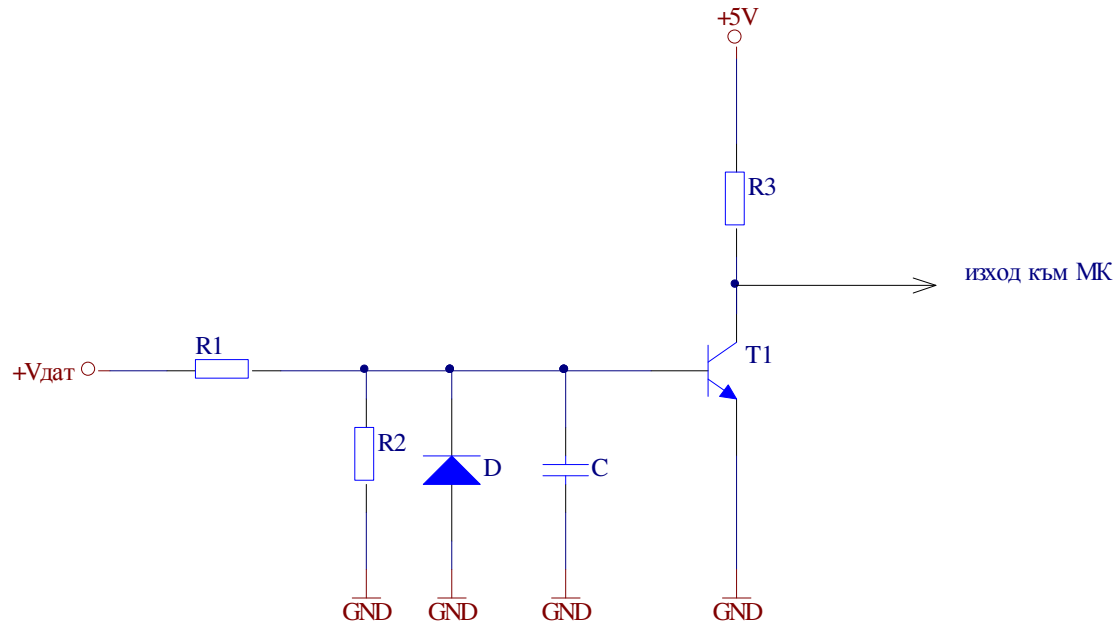 +5V
R3
изход към МК
R1
T1
+Vдат
R2
D
C
GND
GND
GND
GND